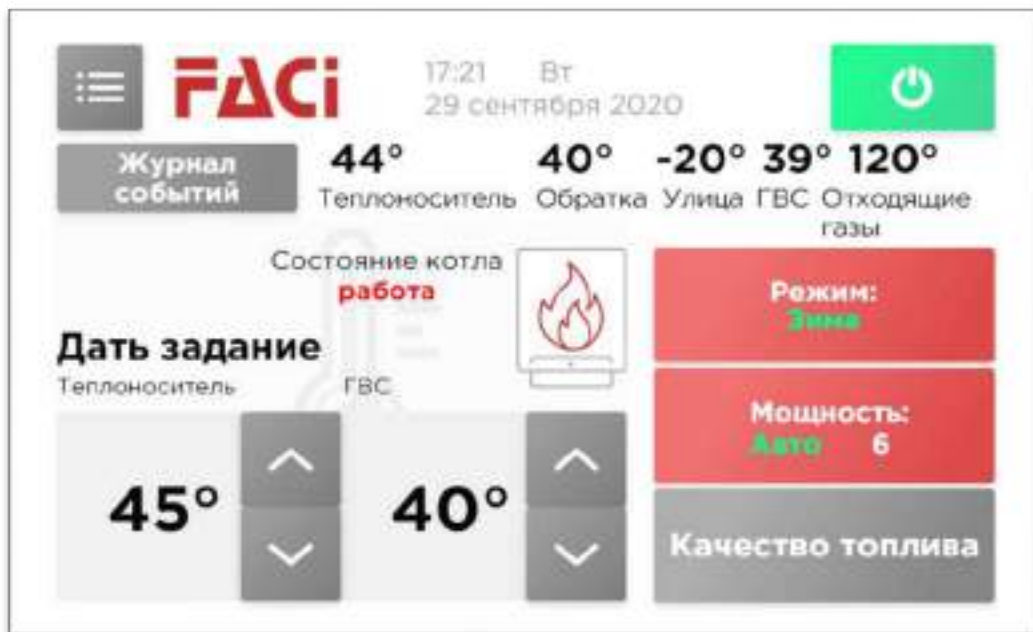 FACi
17:21 Вт
29 сентября 2020
Журнал
событий
44° 40° -20° 39° 120°
Теплоноситель Обратка Улица ГВС Отходящие
газы
Состояние котла
работа
Режим:
Зима
Дать задание
Теплоноситель ГВС
Мощность:
Авто 6
45° 40°
Качество топлива